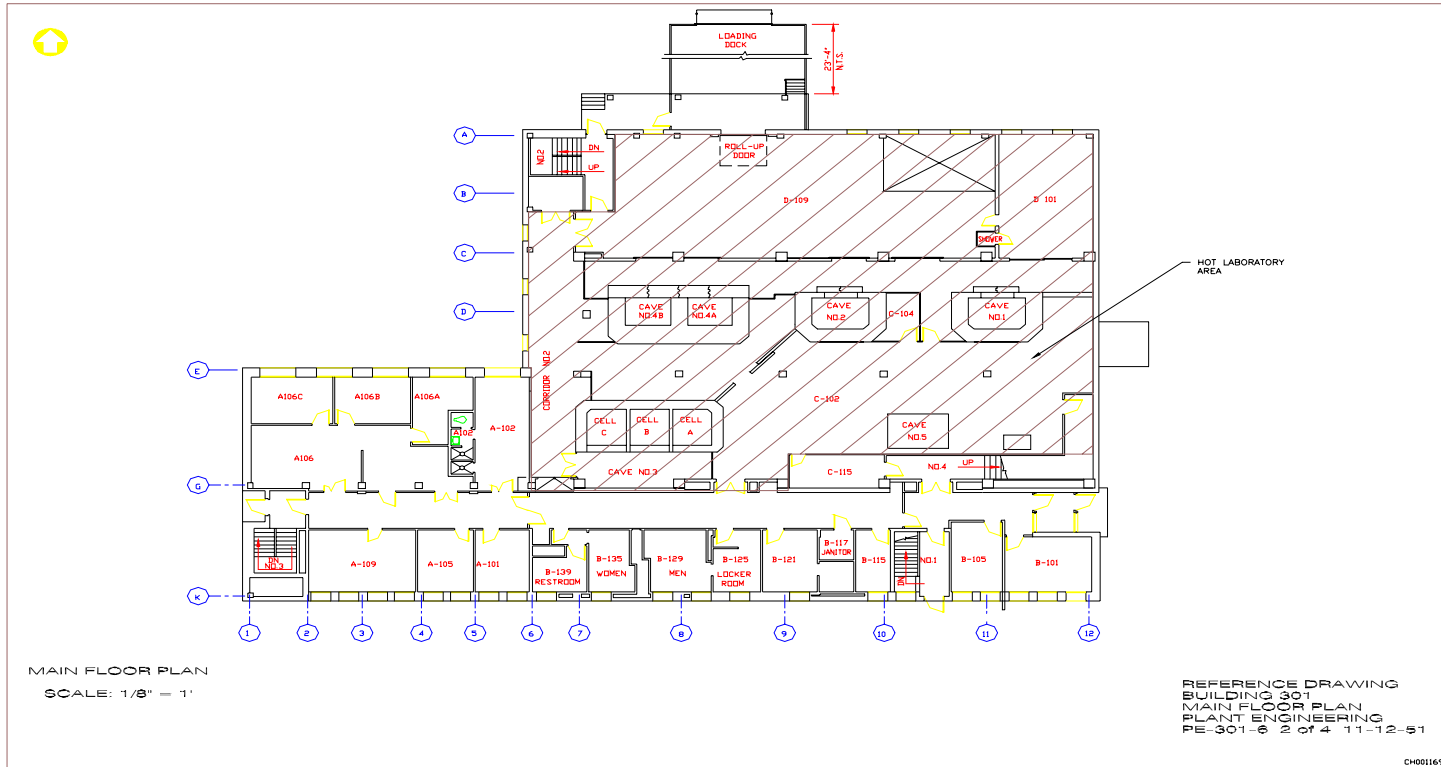 LOADING
DOCK
23'-4"
N.T.S.
A
NO.2
DN
UP
ROLL-UP
DOOR
B
D-109
D 101
SHOWER
C
HOT LABORATORY
AREA
D
CAVE
NO.4B
CAVE
NO.4A
CAVE
NO.2
C-104
CAVE
NO.1
E
CORRIDOR NO.2
A106C
A106B
A106A
C-102
A-102
A102
CELL
C
CELL
B
CELL
A
CAVE
NO.5
A106
CAVE NO.3
C-115
NO.4
UP
G
DN
NO.3
A-109
A-105
A-101
B-139
RESTROOM
B-135
WOMEN
B-129
MEN
B-125
LOCKER
ROOM
B-121
B-117
JANITOR
B-115
DN
NO.1
B-105
B-101
K
1
2
3
4
5
6
7
8
9
10
11
12
MAIN FLOOR PLAN
SCALE: 1/8" = 1'
REFERENCE DRAWING
BUILDING 301
MAIN FLOOR PLAN
PLANT ENGINEERING
PE-301-6 2 of 4 11-12-51
CH001169